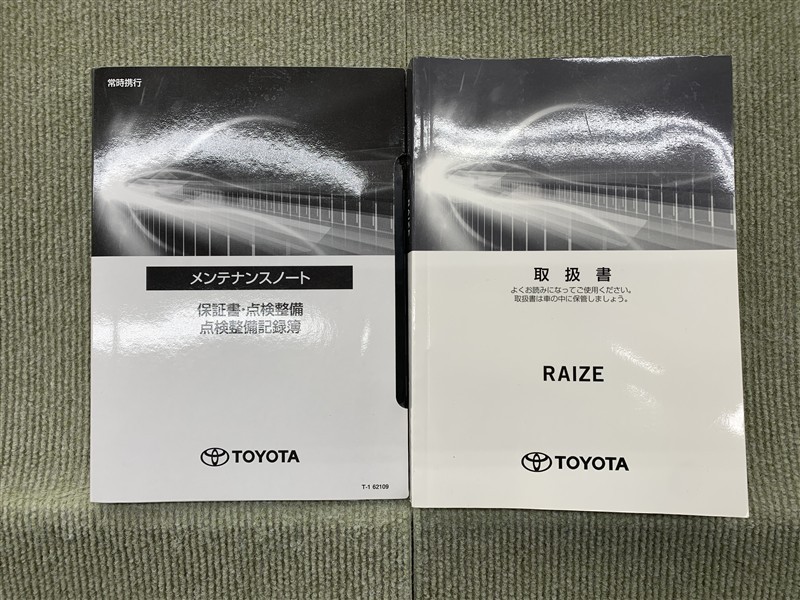 常時携行
メンテナンスノート
保証書・点検整備
点検整備記録簿
TOYOTA
T-1 62109
RAIZE
取扱書
よくお読みになってご使用ください。
取扱書は車の中に保管しましょう。
RAIZE
TOYOTA